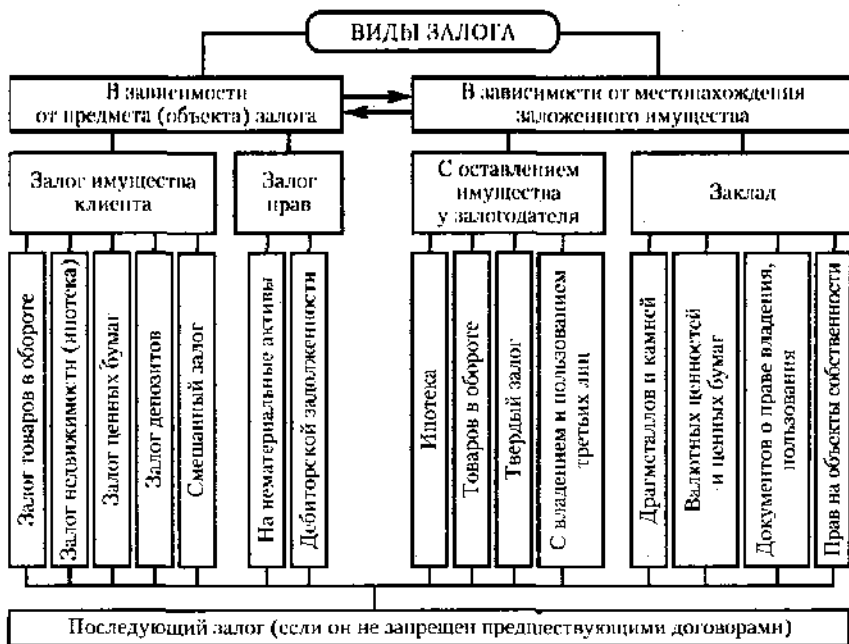 ВИДЫ ЗАЛОГА
В зависимости
от предмета (объекта) залога
В зависимости от местонахождения
заложенного имущества
Залог имущества
клиента
Залог
прав
С оставлением
имущества
у залогодателя
Заклад
Залог товаров в обороте
Залог недвижимости (ипотека)
Залог ценных бумаг
Залог депозитов
Смешанный залог
На нематериальные активы
Дебиторской задолженности
Ипотека
Товаров в обороте
Твердый залог
С владением и пользованием
третьих лиц
Драгметаллов и камней
Валютных ценностей
и ценных бумаг
Документов о праве владения,
пользования
Прав на объекты собственности
Последующий залог (если он не запрещен предшествующими договорами)